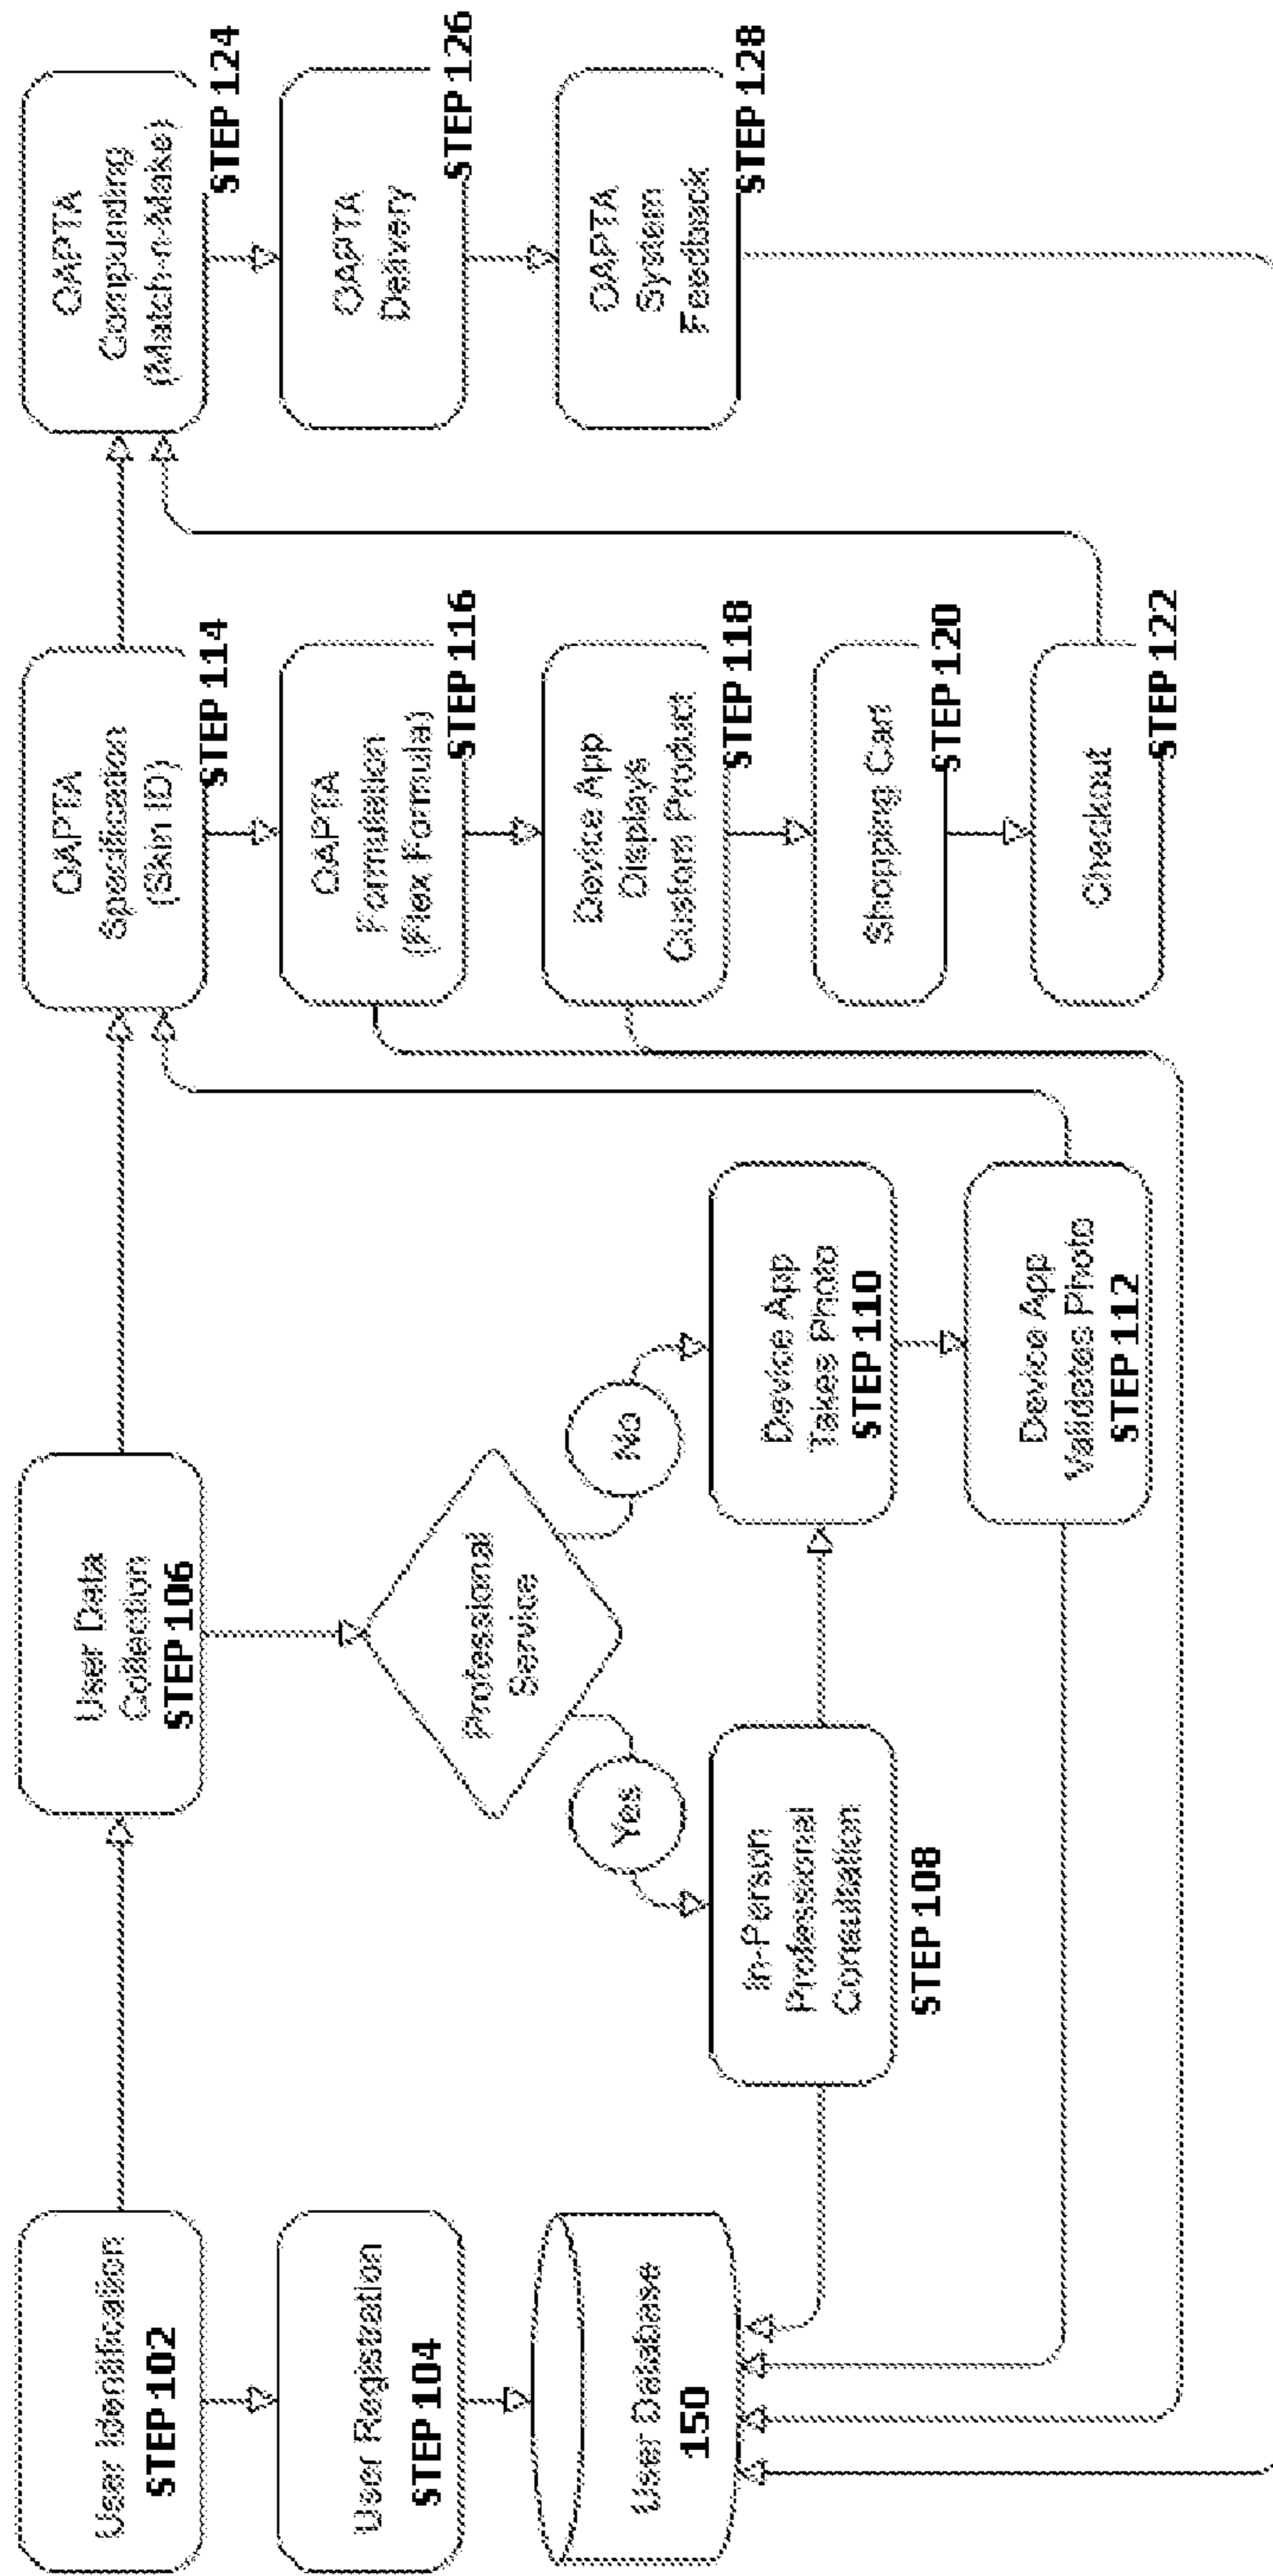 User Identification
STEP 102
User Registration
STEP 104
User Database
150
User Data
Collection
STEP 106
Professional
Service
Yes
No
In-Person
Professional
Consultation
STEP 108
Device App
Takes Photo
STEP 110
Device App
Validates Photo
STEP 112
OAPTA
Specification
(Skin ID)
STEP 114
OAPTA
Formulation
(Flex Formula)
STEP 116
Device App
Displays
Custom Product
STEP 118
Shopping Cart
STEP 120
Checkout
STEP 122
OAPTA
Compunding
(Match-n-Make)
STEP 124
OAPTA
Delivery
STEP 126
OAPTA
System
Feedback
STEP 128